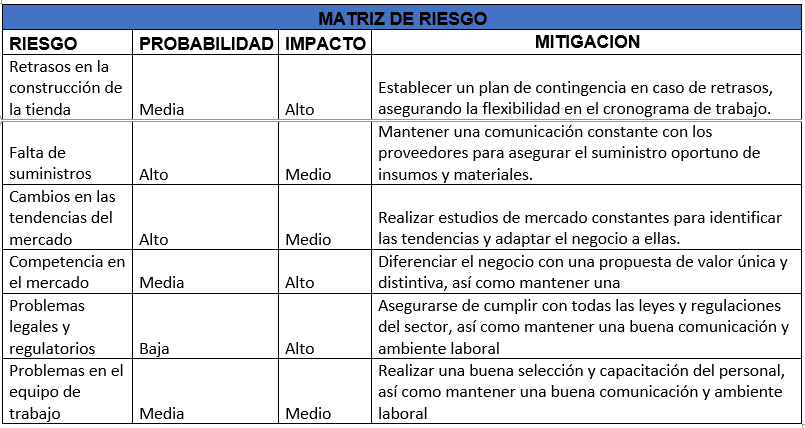 MATRIZ DE RIESGO
RIESGO PROBABILIDAD IMPACTO MITIGACION
Retrasos en la
construcción de
la tienda
Media
Alto
Establecer un plan de contingencia en caso de retrasos,
asegurando la flexibilidad en el cronograma de trabajo.
Falta de
suministros
Alto
Medio
Mantener una comunicación constante con los
proveedores para asegurar el suministro oportuno de
insumos y materiales.
Cambios en las
tendencias del
mercado
Alto
Medio
Realizar estudios de mercado constantes para identificar
las tendencias y adaptar el negocio a ellas.
Competencia en
el mercado
Media
Alto
Diferenciar el negocio con una propuesta de valor única y
distintiva, así como mantener una
Problemas
legales y
regulatorios
Baja
Alto
Asegurarse de cumplir con todas las leyes y regulaciones
del sector, así como mantener una buena comunicación y
ambiente laboral
Problemas en el
equipo de
trabajo
Media
Medio
Realizar una buena selección y capacitación del personal,
así como mantener una buena comunicación y ambiente
laboral